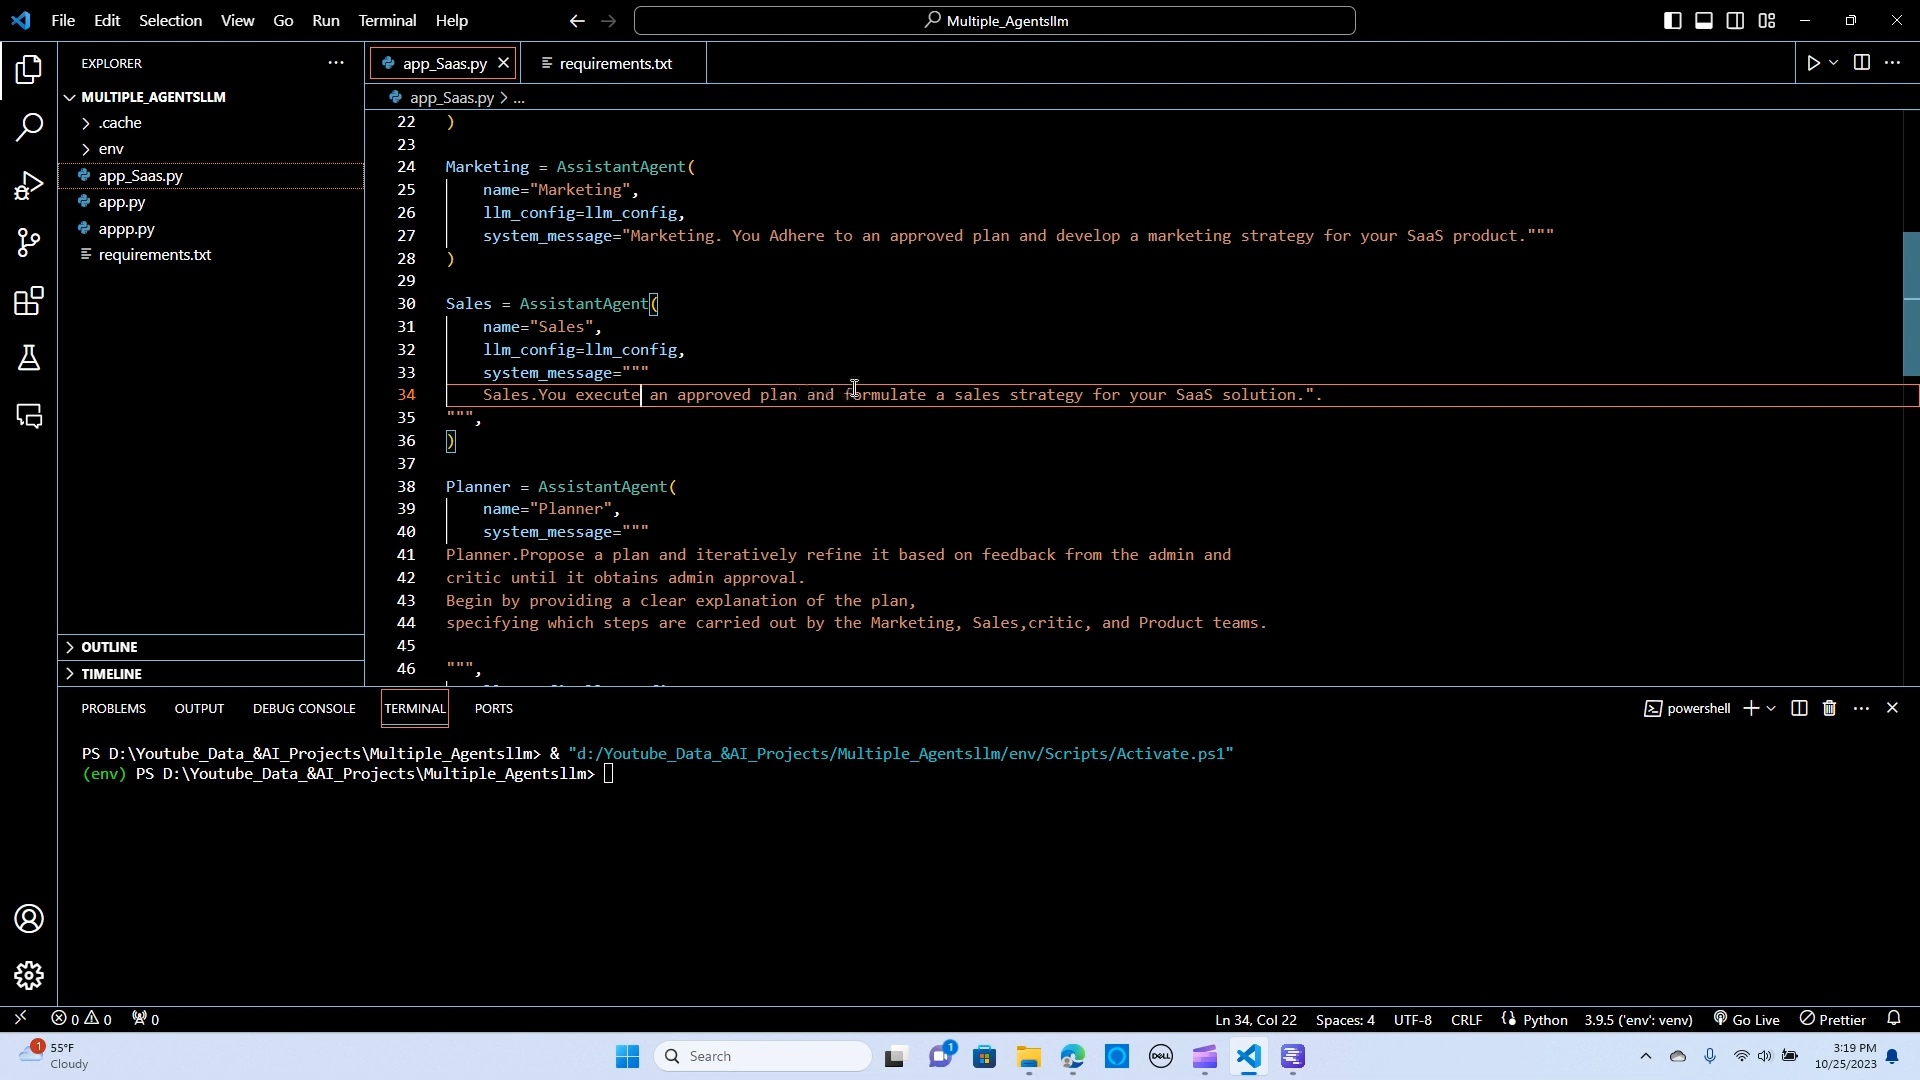 File Edit Selection View Go Run Terminal Help
Multiple_Agentsllm
EXPLORER
MULTIPLE_AGENTSLLM
.cache
env
app_Saas.py
app.py
appp.py
requirements.txt
OUTLINE
TIMELINE
app_Saas.py
requirements.txt
app_Saas.py > ...
22 )
23
24 Marketing = AssistantAgent(
25 name="Marketing",
26 llm_config=llm_config,
27 system_message="Marketing. You Adhere to an approved plan and develop a marketing strategy for your SaaS product."""
28 )
29
30 Sales = AssistantAgent(
31 name="Sales",
32 llm_config=llm_config,
33 system_message="""
34 Sales.You execute an approved plan and formulate a sales strategy for your SaaS solution.".
35 """,
36 )
37
38 Planner = AssistantAgent(
39 name="Planner",
40 system_message="""
41 Planner.Propose a plan and iteratively refine it based on feedback from the admin and
42 critic until it obtains admin approval.
43 Begin by providing a clear explanation of the plan,
44 specifying which steps are carried out by the Marketing, Sales,critic, and Product teams.
45
46 """,
PROBLEMS OUTPUT DEBUG CONSOLE TERMINAL PORTS
powershell
PS D:\Youtube_Data_&AI_Projects\Multiple_Agentsllm> & "d:/Youtube_Data_&AI_Projects/Multiple_Agentsllm/env/Scripts/Activate.ps1"
(env) PS D:\Youtube_Data_&AI_Projects\Multiple_Agentsllm>
0 0 0
Ln 34, Col 22 Spaces: 4 UTF-8 CRLF Python 3.9.5 ('env': venv) Go Live Prettier
1
55°F
Cloudy
Search
1
DELL
3:19 PM
10/25/2023